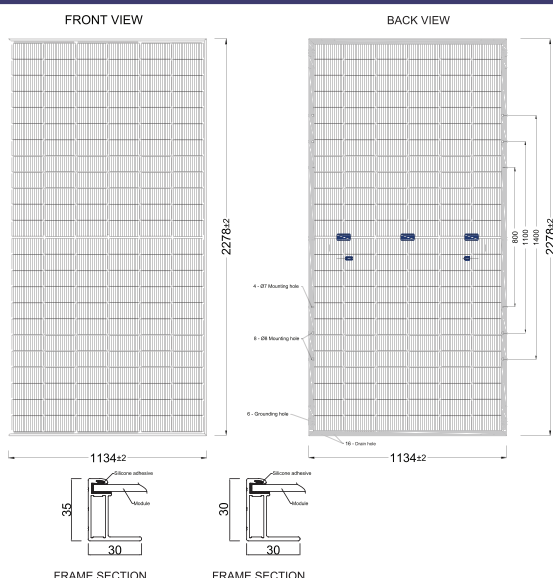 FRONT VIEW
BACK VIEW
2278±2
800
1100
1400
2278±2
4 - Ø7 Mounting hole
8 - Ø9 Mounting hole
6 - Grounding hole
16 - Drain hole
1134±2
1134±2
Silicone adhesive
Module
35
30
Silicone adhesive
Module
30
30
FRAME SECTION
FRAME SECTION